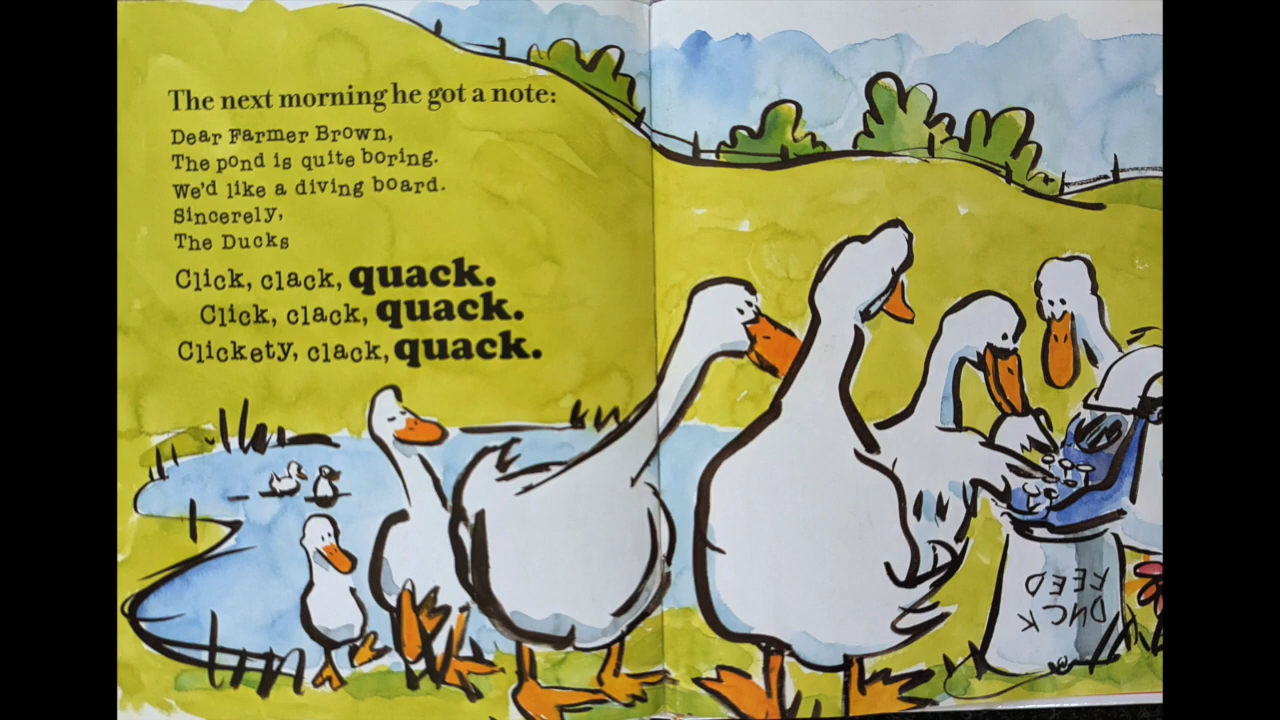 The next morning he got a note:
Dear Farmer Brown,
The pond is quite boring.
We'd like a diving board.
Sincerely,
The Ducks
Click, clack, quack.
Click, clack, quack.
Clickety, clack, quack.
DUCK
FEED